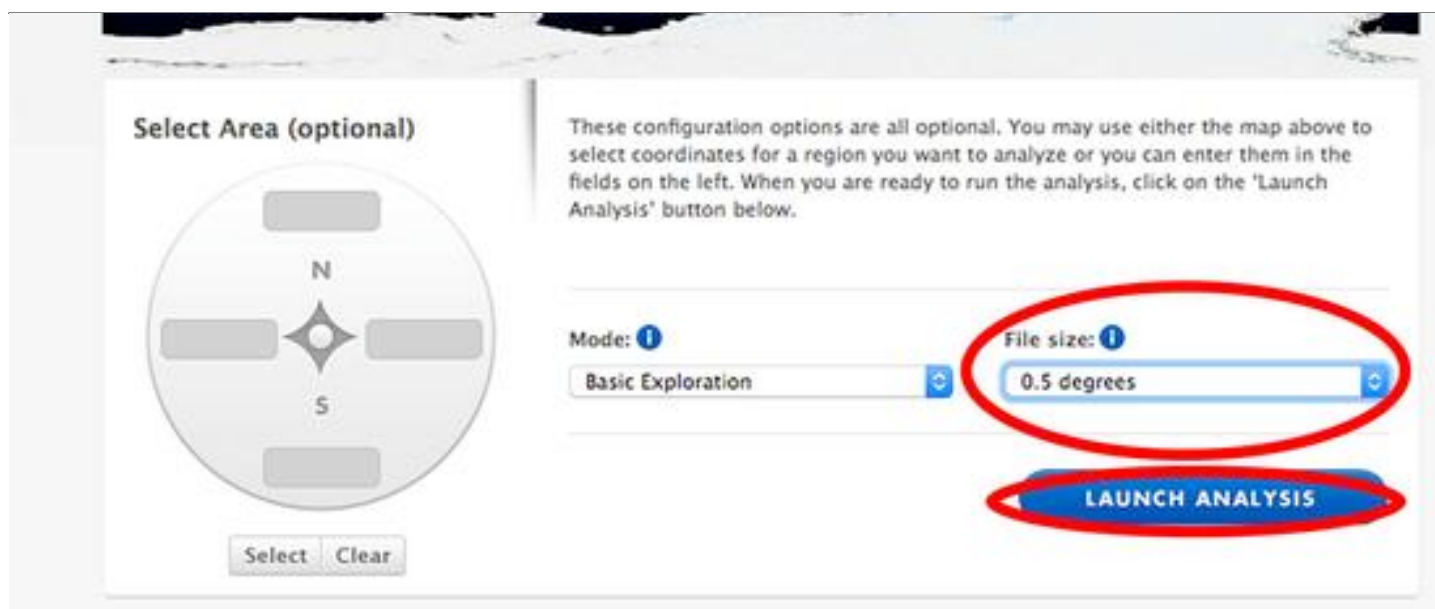 Select Area (optional)
N
S
Select Clear
These configuration options are all optional. You may use either the map above to
select coordinates for a region you want to analyze or you can enter them in the
fields on the left. When you are ready to run the analysis, click on the 'Launch
Analysis' button below.
Mode: i
File size: i
Basic Exploration
0.5 degrees
LAUNCH ANALYSIS